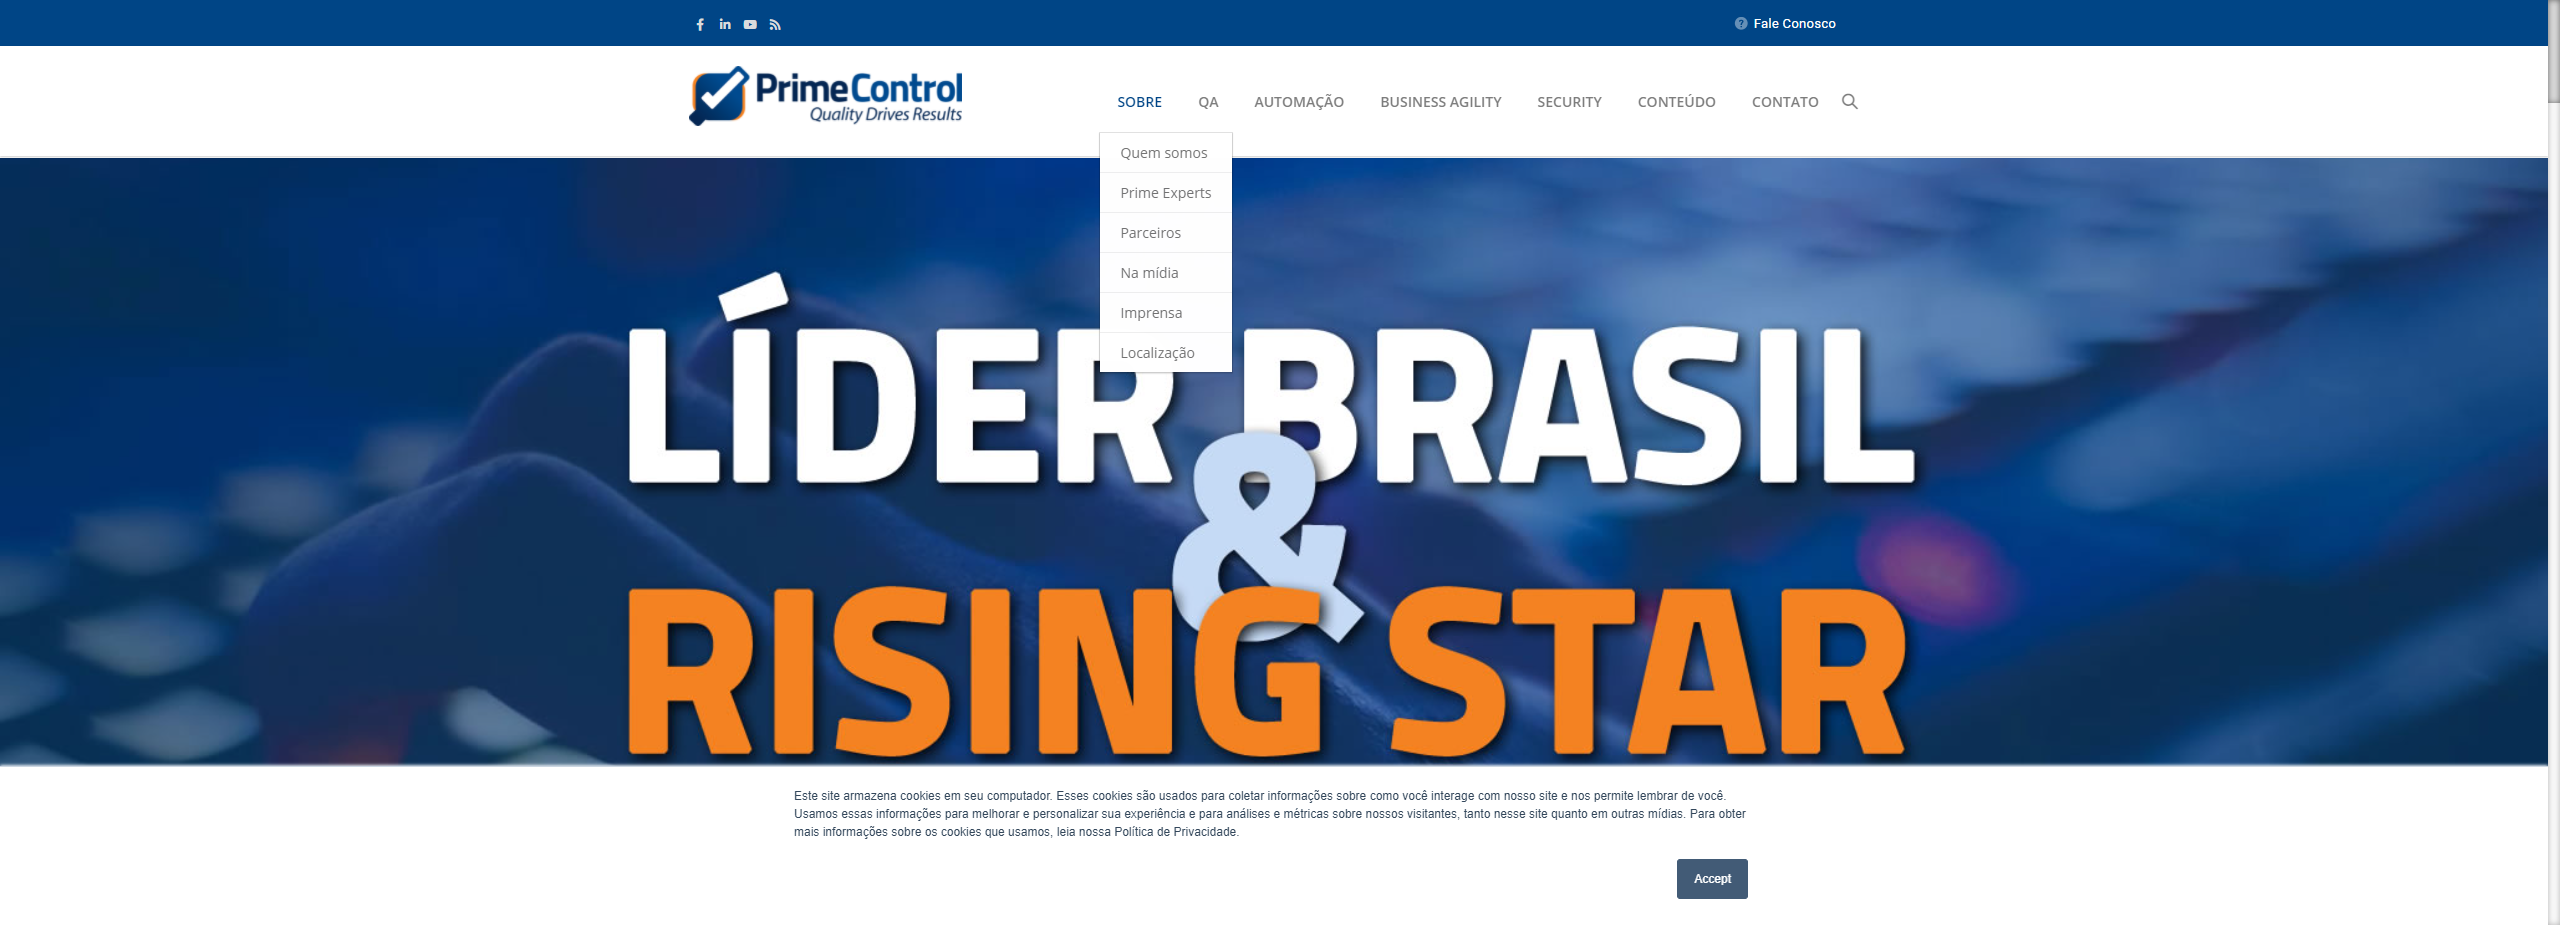 Fale Conosco
PrimeControl
Quality Drives Results
SOBRE QA AUTOMAÇÃO BUSINESS AGILITY SECURITY CONTEÚDO CONTATO
Quem somos
Prime Experts
Parceiros
Na mídia
Imprensa
Localização
LÍDER BRASIL
&
RISING STAR
Este site armazena cookies em seu computador. Esses cookies são usados para coletar informações sobre como você interage com nosso site e nos permite lembrar de você.
Usamos essas informações para melhorar e personalizar sua experiência e para análises e métricas sobre nossos visitantes, tanto nesse site quanto em outras mídias. Para obter
mais informações sobre os cookies que usamos, leia nossa Política de Privacidade.
Accept